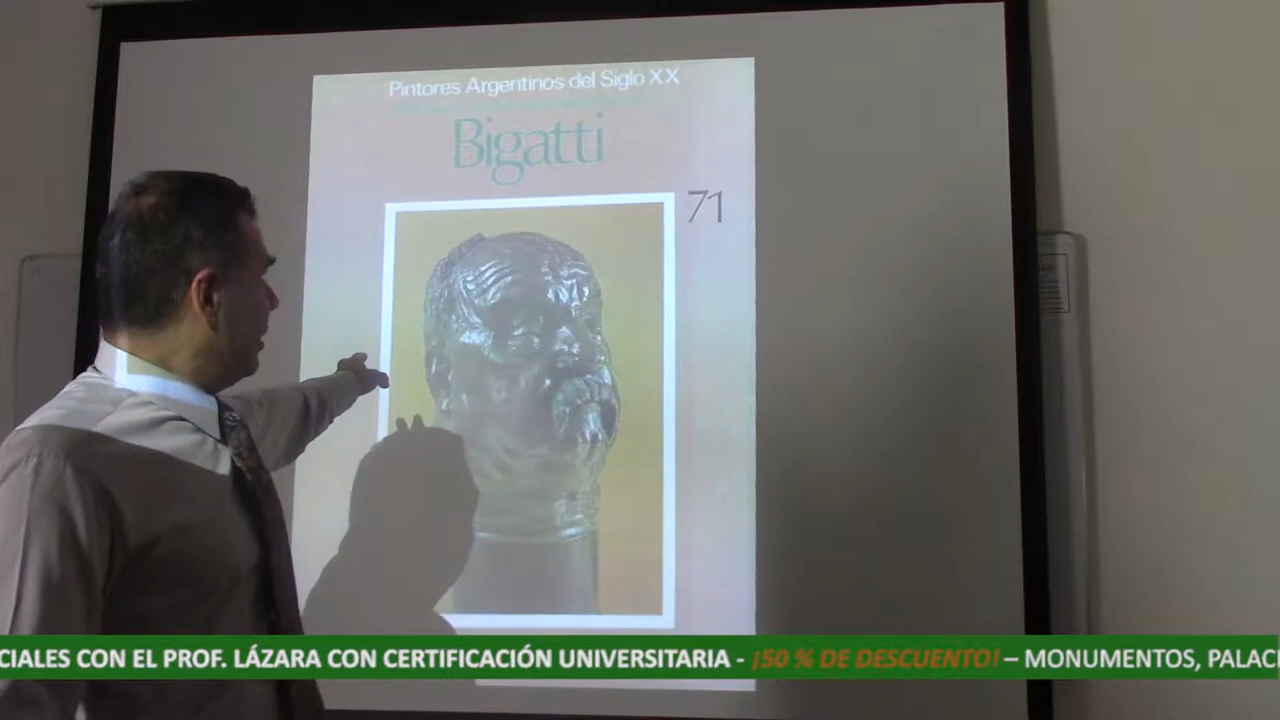 Pintores Argentinos del Siglo XX
Bigatti
71
CIALES CON EL PROF. LÁZARA CON CERTIFICACIÓN UNIVERSITARIA - ¡50 % DE DESCUENTO! – MONUMENTOS, PALACI